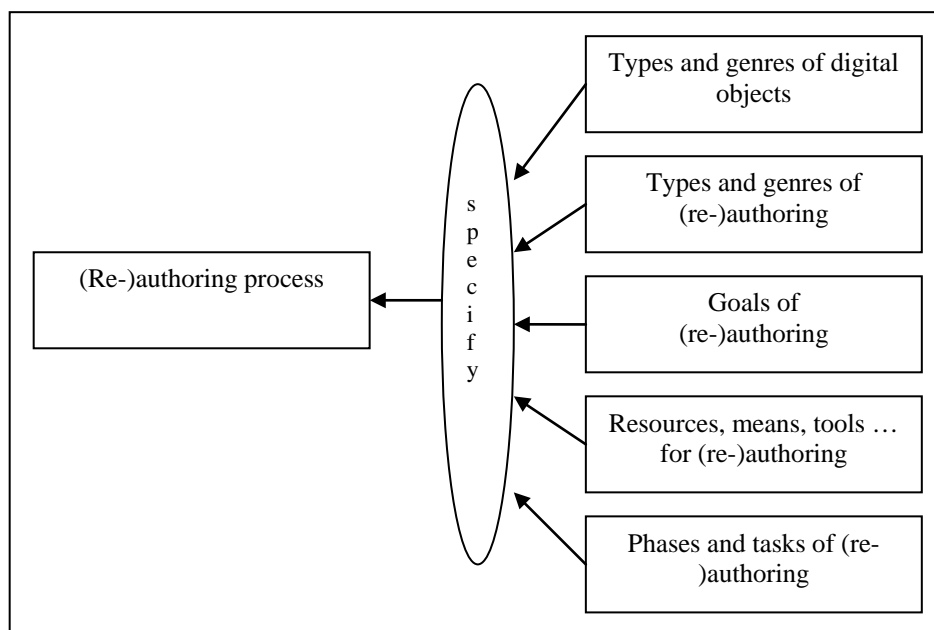 Types and genres of digital
objects
Types and genres of
(re-)authoring
specify
(Re-)authoring process
Goals of
(re-)authoring
Resources, means, tools …
for (re-)authoring
Phases and tasks of (re-
)authoring